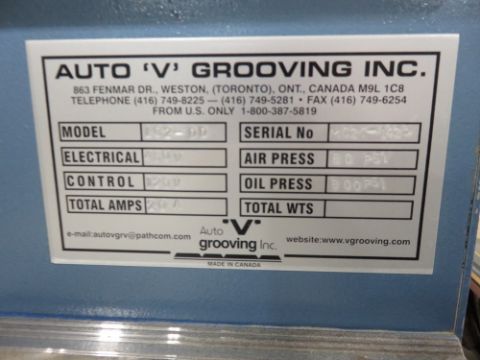 AUTO 'V' GROOVING INC.
863 FENMAR DR., WESTON, (TORONTO), ONT., CANADA M9L 1C8
TELEPHONE (416) 749-8225 — (416) 749-5281 • FAX (416) 749-6254
FROM U.S. ONLY 1-800-387-5819
MODEL
SERIAL No
ELECTRICAL
AIR PRESS 80 PSI
CONTROL 120V
OIL PRESS 800PSI
TOTAL AMPS
TOTAL WTS
Auto "V" grooving Inc.
e-mail:autovgrv@pathcom.com
website:www.vgrooving.com
MADE IN CANADA